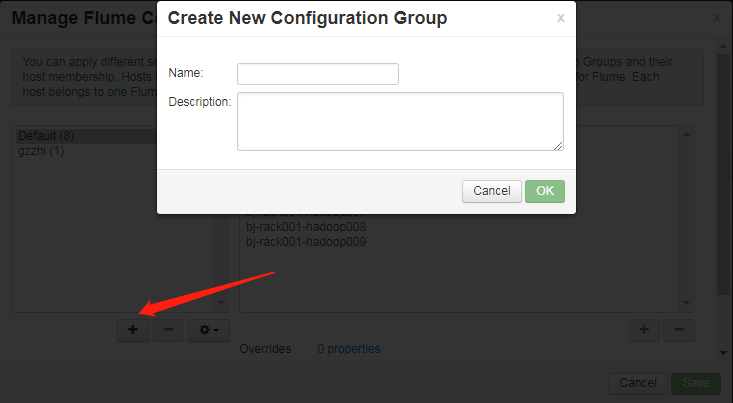 Manage Flume Co
Create New Configuration Group
x
x
You can apply different se
n Groups and their
host membership. Hosts
for Flume. Each
host belongs to one Flum
Name:
Description:
Default (8)
gzzhi (1)
Cancel
OK
bj-rack001-hadoop008
bj-rack001-hadoop009
Overrides
0 properties
Cancel
Save